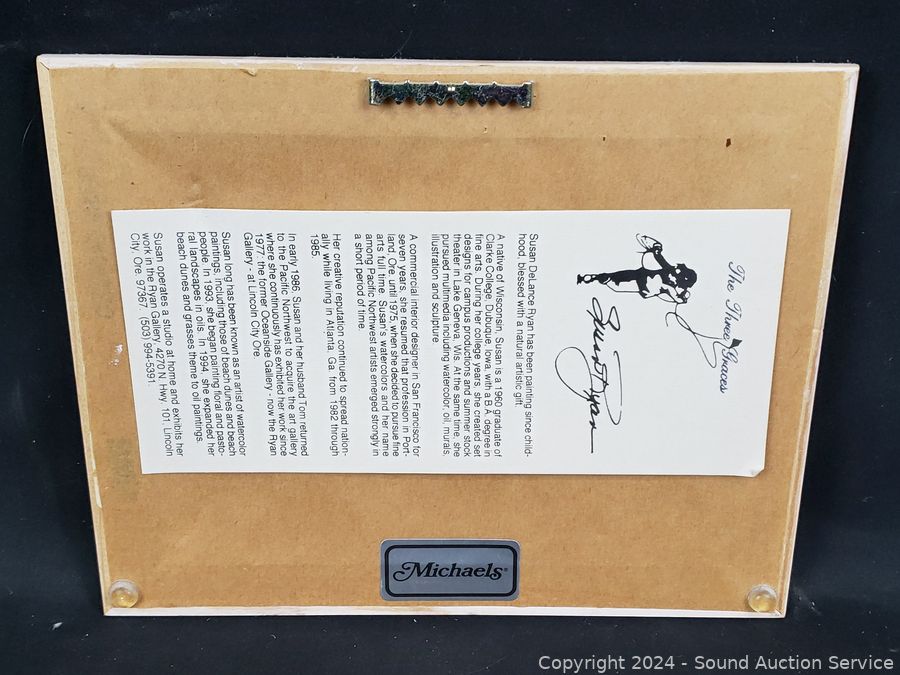 The Three Graces
Susan Ryan
Susan DeLance Ryan has been painting since child-
hood, blessed with a natural artistic gift.
A native of Wisconsin, Susan is a 1960 graduate of
Clarke College, Dubuque, Iowa, with a B.A. degree in
fine arts. During her college years, she created set
designs for campus productions and summer stock
theater in Lake Geneva, Wis. At the same time, she
pursued multimedia including watercolor, oil, murals,
illustration and sculpture.
A commercial interior designer in San Francisco for
seven years, she resumed that profession in Port-
land, Ore. until 1975, when she decided to pursue fine
arts full time. Susan's watercolors and her name
among Pacific Northwest artists emerged strongly in
a short period of time.
Her creative reputation continued to spread nation-
ally while living in Atlanta, Ga. from 1982 through
1985.
In early 1986, Susan and her husband Tom returned
to the Pacific Northwest to acquire the art gallery
where she continuously has exhibited her work since
1977- the former Oceanside Gallery - now the Ryan
Gallery - at Lincoln City Ore.
Susan long has been known as an artist of watercolor
paintings, including those of beach dunes and beach
people. In 1993, she began painting floral and pasto-
ral landscapes in oils. In 1994, she expanded her
beach dunes and grasses theme to oil paintings.
Susan operates a studio at home and exhibits her
work in the Ryan Gallery, 4270 N. Hwy. 101, Lincoln
City, Ore. 97367, (503) 994-5391.
Michaels®
Copyright 2024 - Sound Auction Service